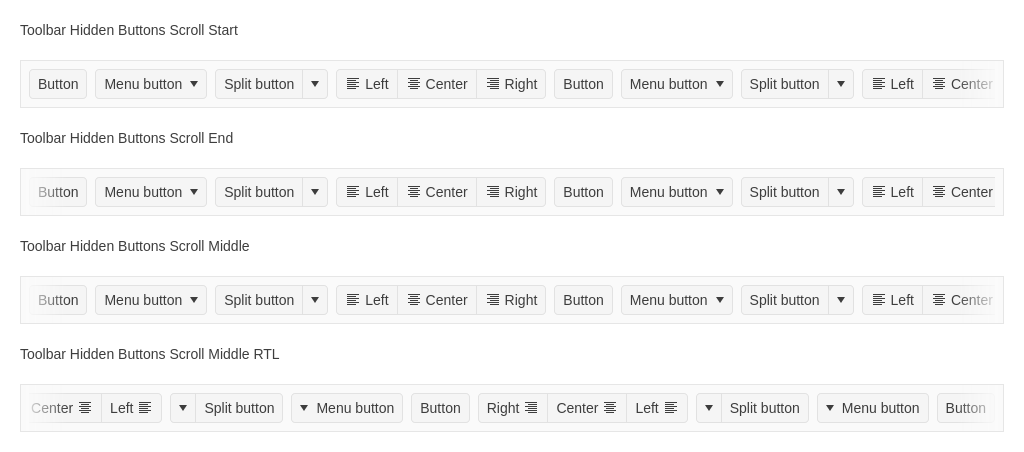 Toolbar Hidden Buttons Scroll Start
Button Menu button Split button Left Center Right Button Menu button Split button Left Center
Toolbar Hidden Buttons Scroll End
Button Menu button Split button Left Center Right Button Menu button Split button Left Center
Toolbar Hidden Buttons Scroll Middle
Button Menu button Split button Left Center Right Button Menu button Split button Left Center
Toolbar Hidden Buttons Scroll Middle RTL
Center Left Split button Menu button Button Right Center Left Split button Menu button Button